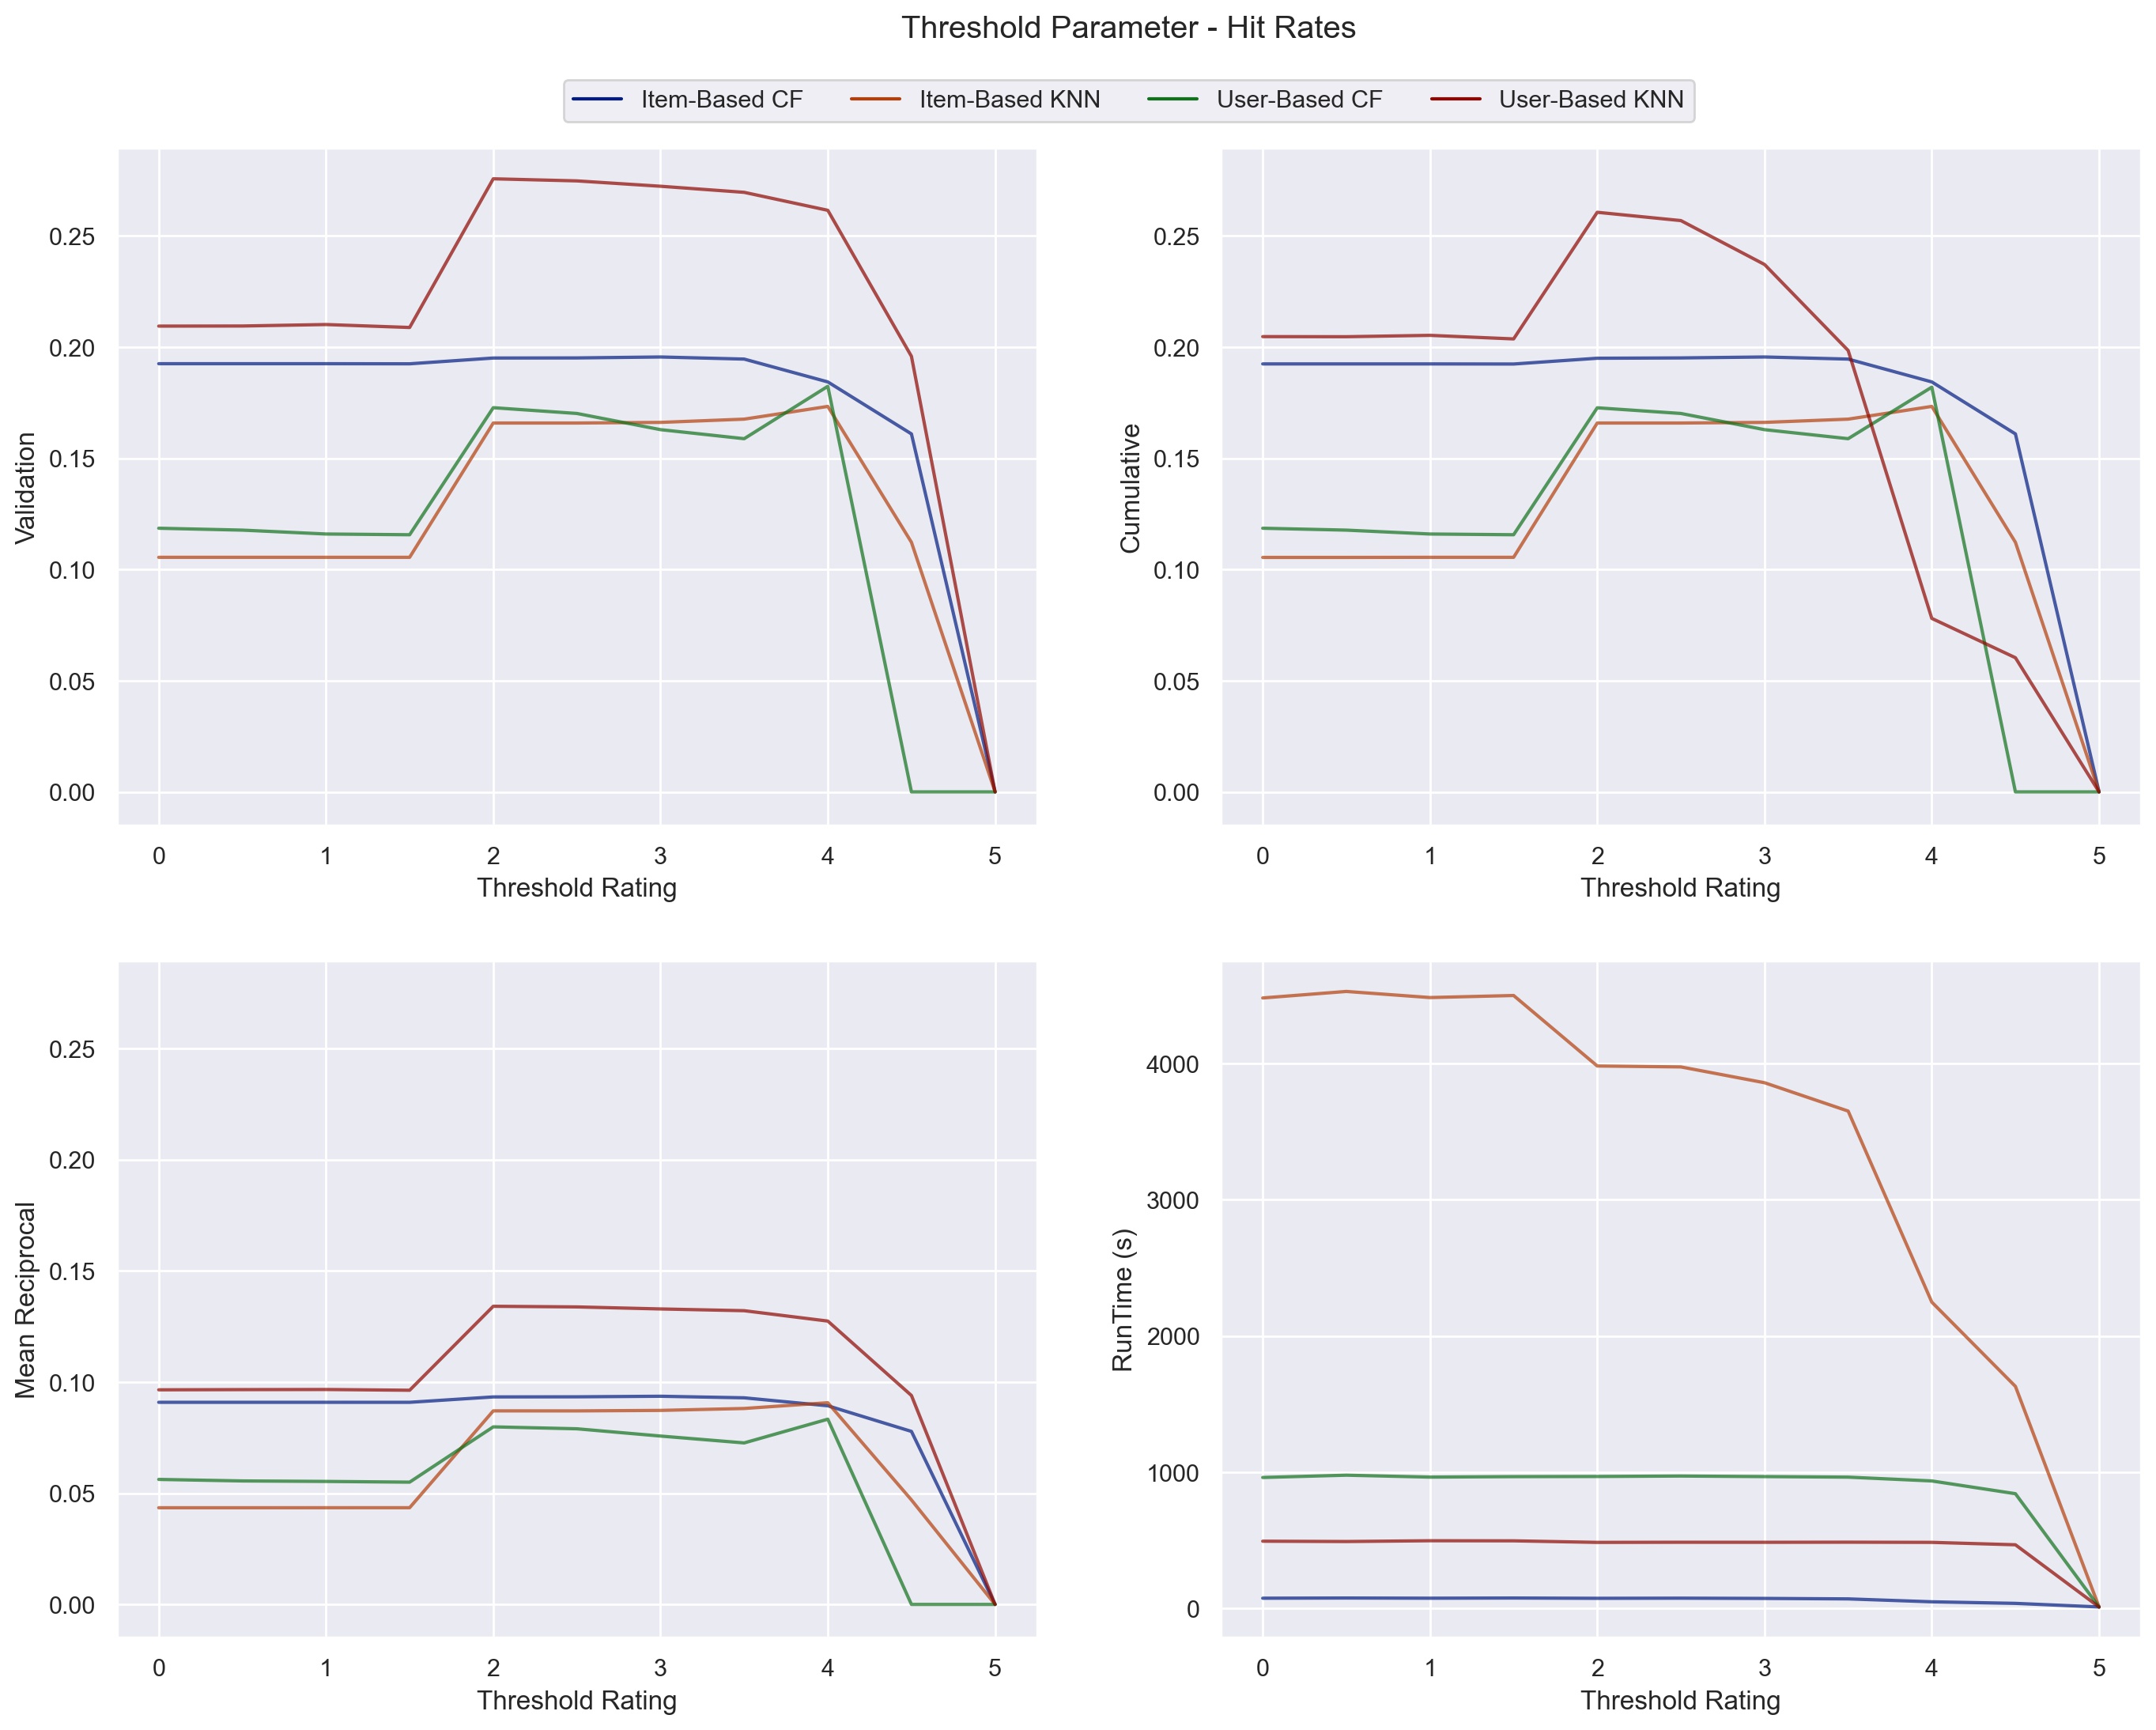 Threshold Parameter - Hit Rates
Item-Based CF Item-Based KNN User-Based CF User-Based KNN
Validation
0.25
0.20
0.15
0.10
0.05
0.00
0 1 2 3 4 5
Threshold Rating
Cumulative
0.25
0.20
0.15
0.10
0.05
0.00
0 1 2 3 4 5
Threshold Rating
Mean Reciprocal
0.25
0.20
0.15
0.10
0.05
0.00
0 1 2 3 4 5
Threshold Rating
RunTime (s)
4000
3000
2000
1000
0
0 1 2 3 4 5
Threshold Rating